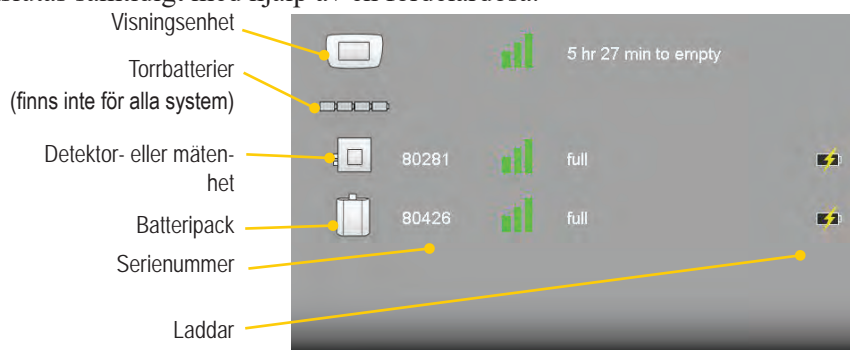 Visningsenhet
5 hr 27 min to empty
Torrbatterier
(finns inte för alla system)
Detektor- eller mäten-
het
80281 full
Batteripack
80426 full
Serienummer
Laddar